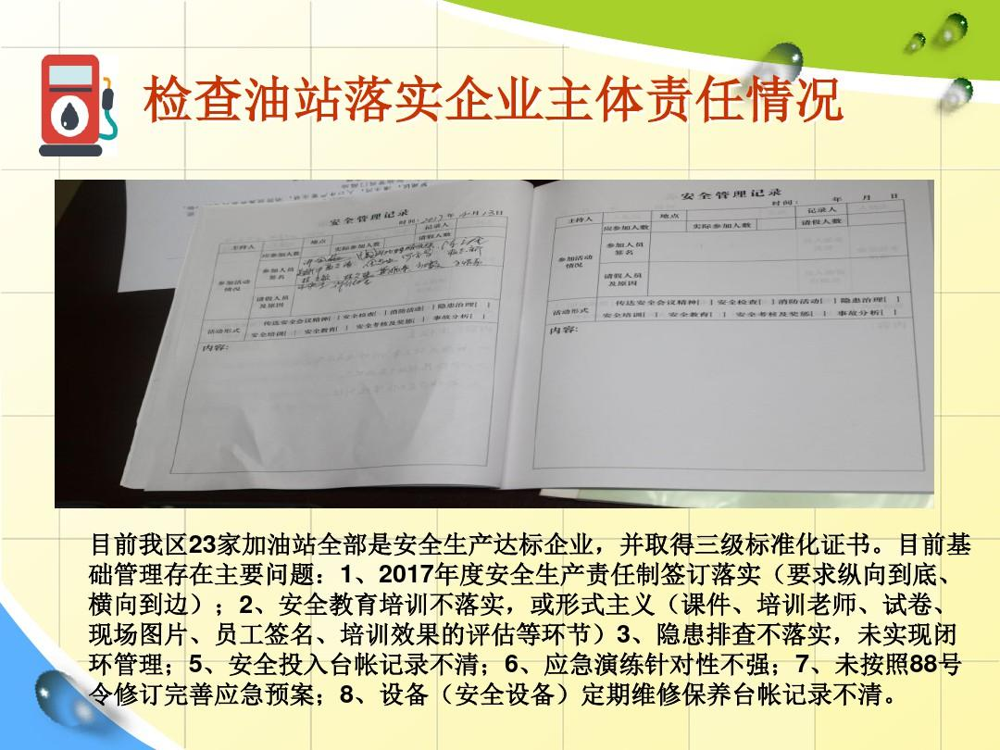 检查油站落实企业主体责任情况
安全管理记录
时间：2017年4月13日
主持人 地点 记录人
应参加人数 实际参加人数 请假人数
参加活动情况
参加人员签名
请假人员及原因
活动形式
传达安全会议精神[ ] 安全检查[ ] 消防活动[ ] 隐患治理[ ]
安全培训[ ] 安全教育[ ] 安全考核及奖惩[ ] 事故分析[ ]
内容:
安全管理记录
时间： 年 月 日
主持人 地点 记录人
应参加人数 实际参加人数 请假人数
参加活动情况
参加人员签名
请假人员及原因
活动形式
传达安全会议精神[ ] 安全检查[ ] 消防活动[ ] 隐患治理[ ]
安全培训[ ] 安全教育[ ] 安全考核及奖惩[ ] 事故分析[ ]
内容:
目前我区23家加油站全部是安全生产达标企业，并取得三级标准化证书。目前基
础管理存在主要问题：1、2017年度安全生产责任制签订落实（要求纵向到底、
横向到边）；2、安全教育培训不落实，或形式主义（课件、培训老师、试卷、
现场图片、员工签名、培训效果的评估等环节）3、隐患排查不落实，未实现闭
环管理；5、安全投入台帐记录不清；6、应急演练针对性不强；7、未按照88号
令修订完善应急预案；8、设备（安全设备）定期维修保养台帐记录不清。